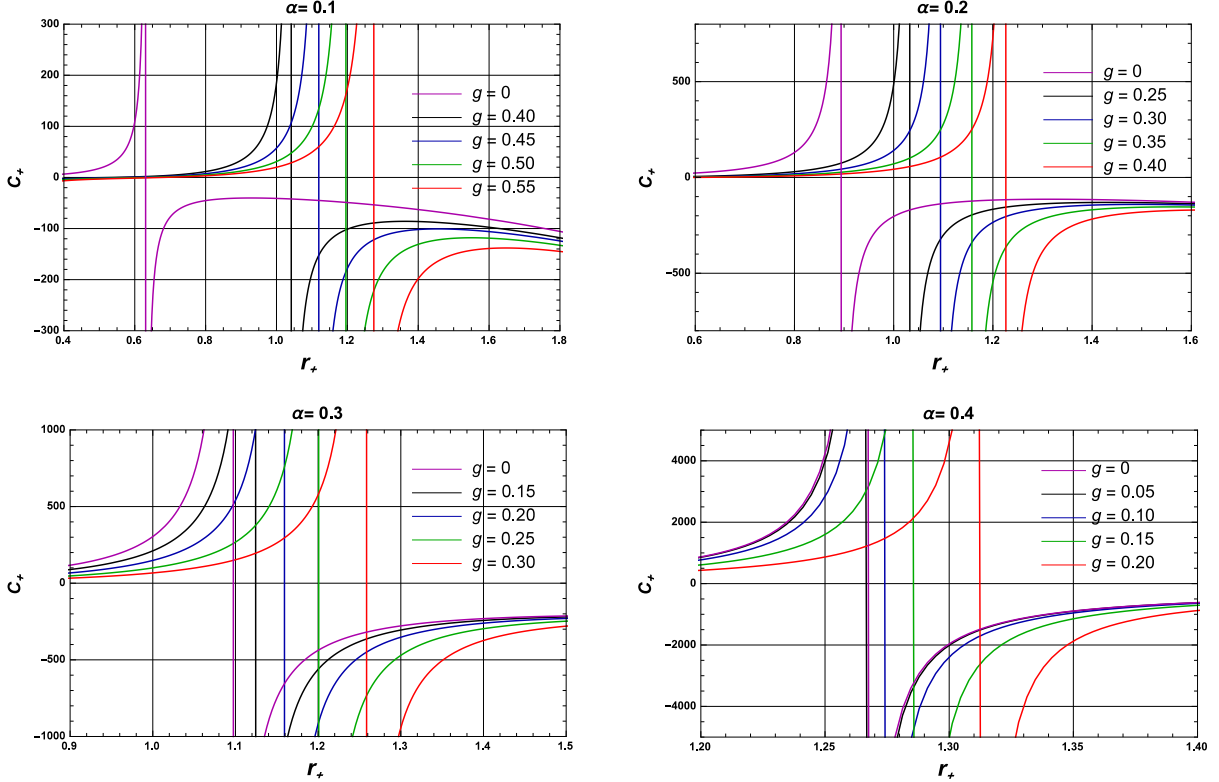 α= 0.1
300
200
100
0
-100
-200
-300
C+
g = 0
g = 0.40
g = 0.45
g = 0.50
g = 0.55
0.4 0.6 0.8 1.0 1.2 1.4 1.6 1.8
r+
α= 0.2
500
0
-500
C+
g = 0
g = 0.25
g = 0.30
g = 0.35
g = 0.40
0.6 0.8 1.0 1.2 1.4 1.6
r+
α= 0.3
1000
500
0
-500
-1000
C+
g = 0
g = 0.15
g = 0.20
g = 0.25
g = 0.30
0.9 1.0 1.1 1.2 1.3 1.4 1.5
r+
α= 0.4
4000
2000
0
-2000
-4000
C+
g = 0
g = 0.05
g = 0.10
g = 0.15
g = 0.20
1.20 1.25 1.30 1.35 1.40
r+